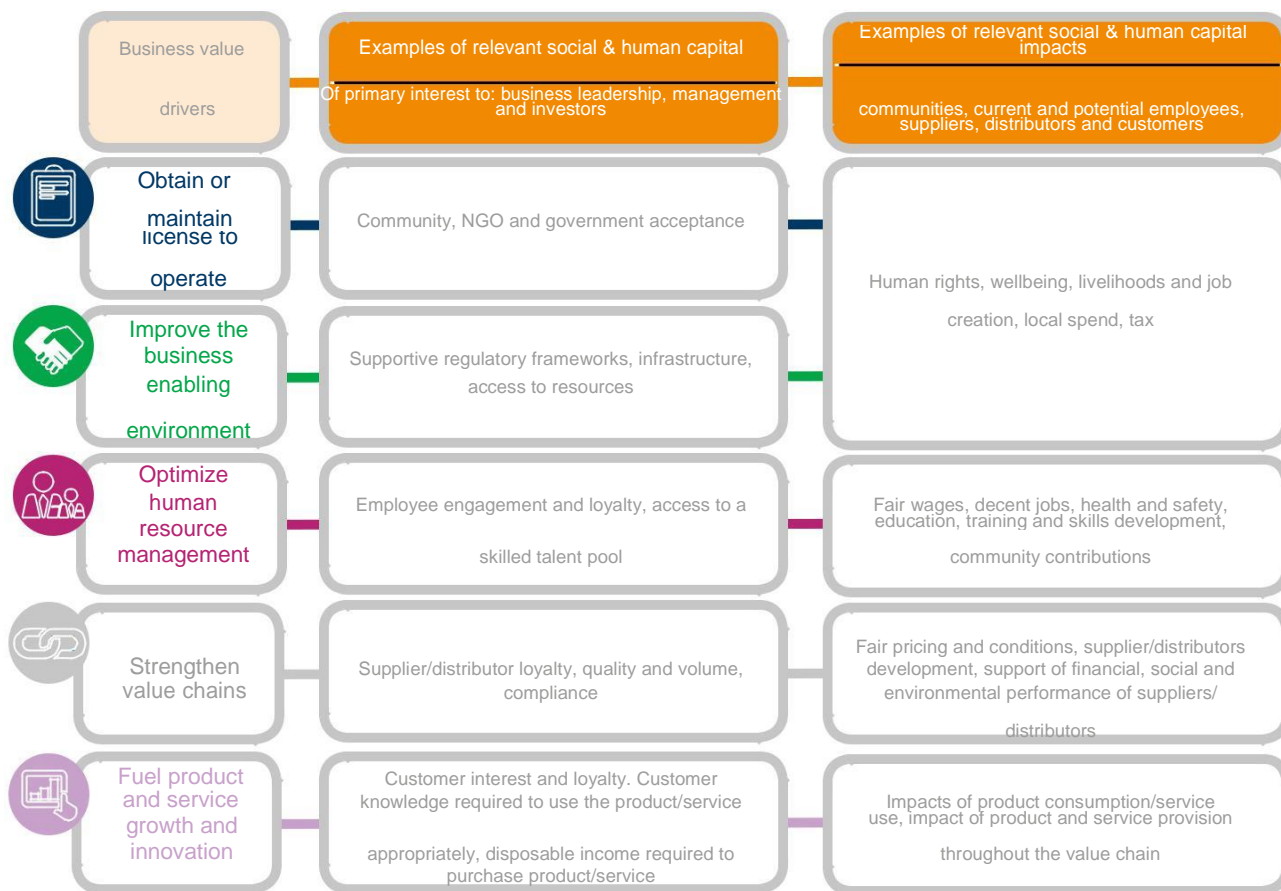 Business value
drivers
Examples of relevant social & human capital
Of primary interest to: business leadership, management
and investors
Examples of relevant social & human capital
impacts
communities, current and potential employees,
suppliers, distributors and customers
Obtain or
maintain
license to
operate
Community, NGO and government acceptance
Human rights, wellbeing, livelihoods and job
creation, local spend, tax
Improve the
business
enabling
environment
Supportive regulatory frameworks, infrastructure,
access to resources
Optimize
human
resource
management
Employee engagement and loyalty, access to a
skilled talent pool
Fair wages, decent jobs, health and safety,
education, training and skills development,
community contributions
Strengthen
value chains
Supplier/distributor loyalty, quality and volume,
compliance
Fair pricing and conditions, supplier/distributors
development, support of financial, social and
environmental performance of suppliers/
distributors
Fuel product
and service
growth and
innovation
Customer interest and loyalty. Customer
knowledge required to use the product/service
appropriately, disposable income required to
purchase product/service
Impacts of product consumption/service
use, impact of product and service provision
throughout the value chain